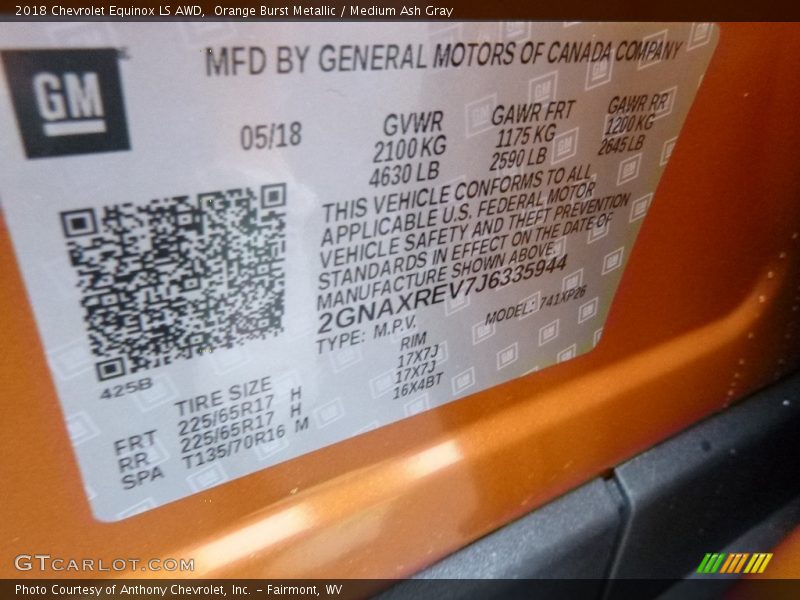 2018 Chevrolet Equinox LS AWD,  Orange Burst Metallic / Medium Ash Gray
GM
MFD BY GENERAL MOTORS OF CANADA COMPANY
05/18
GVWR
2100 KG
4630 LB
GAWR FRT
1175 KG
2590 LB
GAWR RR
1200 KG
2645 LB
THIS VEHICLE CONFORMS TO ALL
APPLICABLE U.S. FEDERAL MOTOR
VEHICLE SAFETY AND THEFT PREVENTION
STANDARDS IN EFFECT ON THE DATE OF
MANUFACTURE SHOWN ABOVE.
2GNAXREV7J6335944
TYPE: M.P.V.
MODEL: 741XP26
425B
TIRE SIZE
RIM
FRT 225/65R17 H 17X7J
RR 225/65R17 H 17X7J
SPA T135/70R16 M 16X4BT
GTCARLOT.COM
Photo Courtesy of Anthony Chevrolet, Inc. – Fairmont, WV